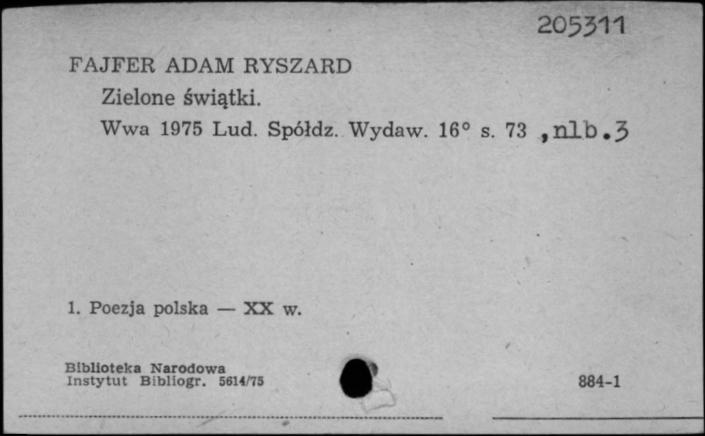 205311
FAJFER ADAM RYSZARD
Zielone świątki.
Wwa 1975 Lud. Spółdz. Wydaw. 16° s. 73 ,nlb.3
1. Poezja polska — XX w.
Biblioteka Narodowa
Instytut Bibliogr. 5614/75
884-1